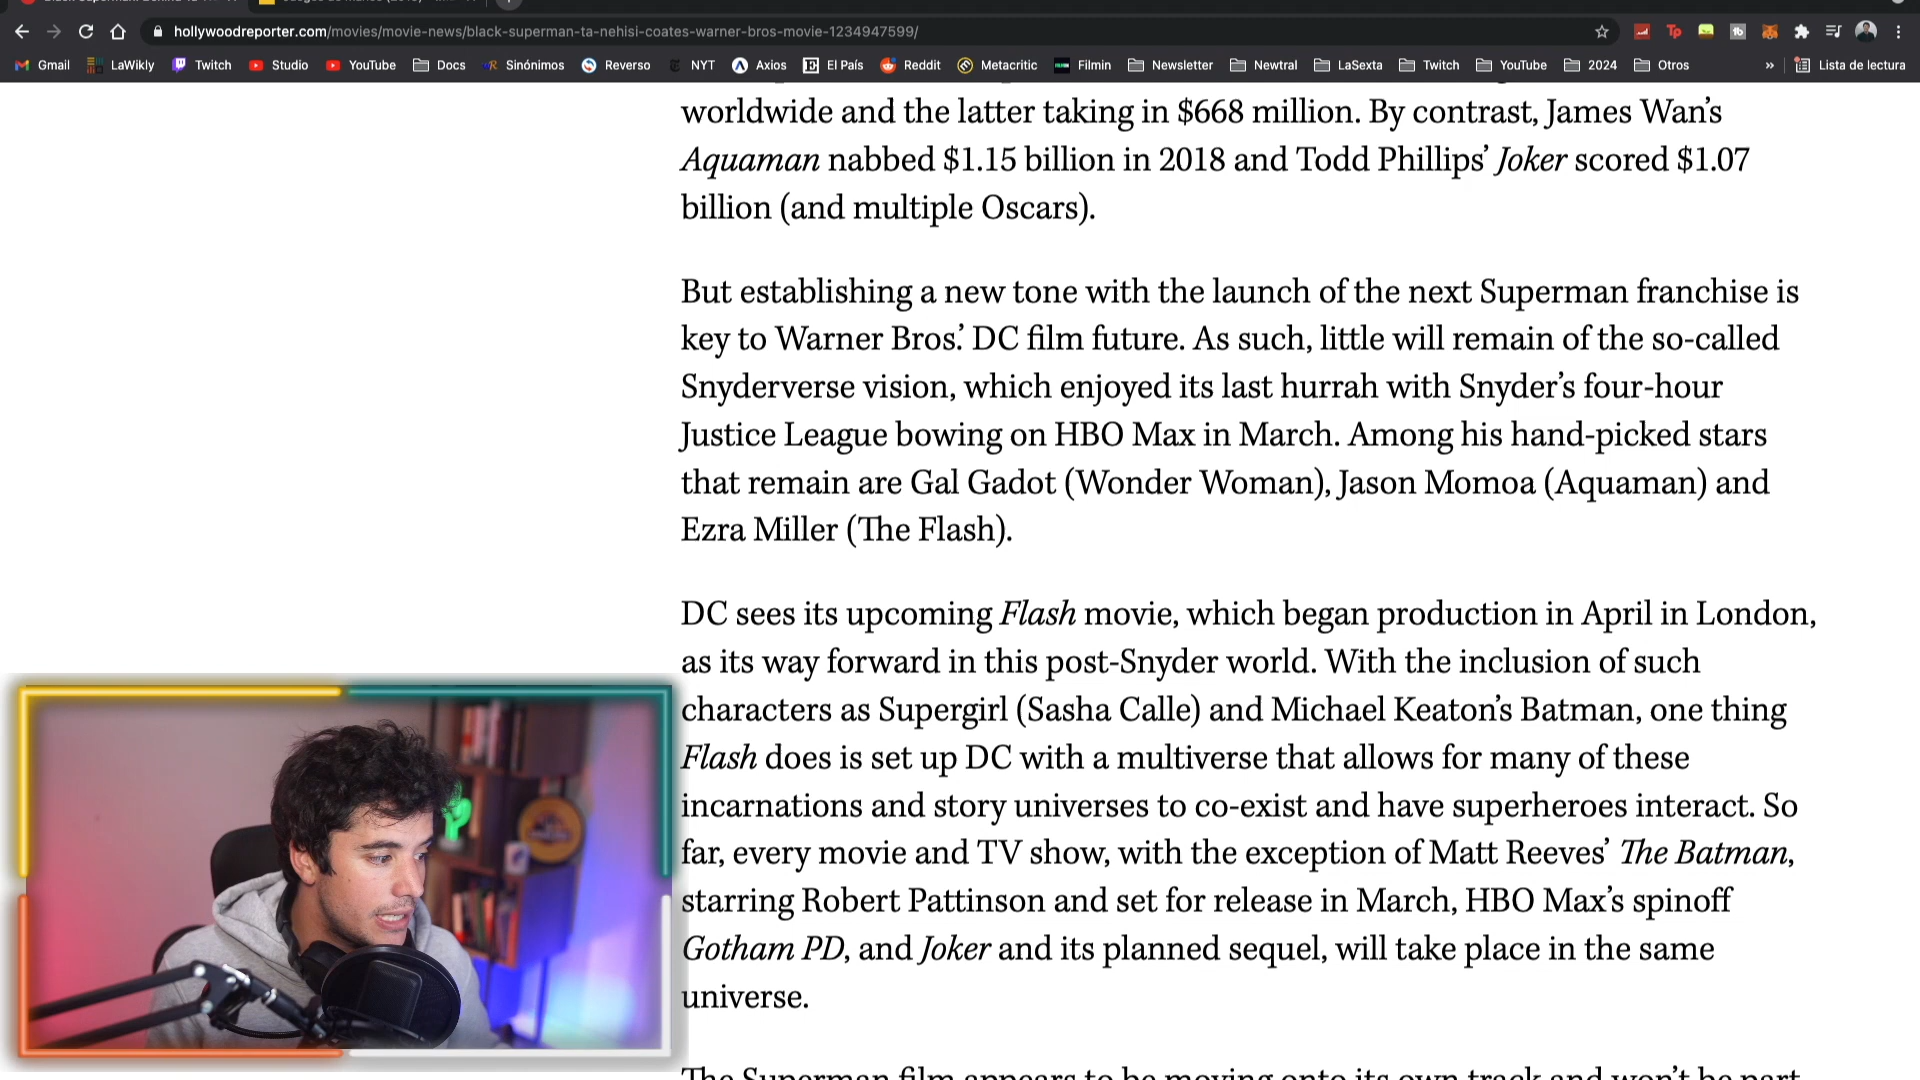 hollywoodreporter.com/movies/movie-news/black-superman-ta-nehisi-coates-warner-bros-movie-1234947599/
Gmail LaWikly Twitch Studio YouTube Docs Sinónimos Reverso NYT Axios El País Reddit Metacritic Filmin Newsletter Newtral LaSexta Twitch YouTube 2024 Otros » Lista de lectura
worldwide and the latter taking in $668 million. By contrast, James Wan’s
Aquaman nabbed $1.15 billion in 2018 and Todd Phillips’ Joker scored $1.07
billion (and multiple Oscars).
But establishing a new tone with the launch of the next Superman franchise is
key to Warner Bros.’ DC film future. As such, little will remain of the so-called
Snyderverse vision, which enjoyed its last hurrah with Snyder’s four-hour
Justice League bowing on HBO Max in March. Among his hand-picked stars
that remain are Gal Gadot (Wonder Woman), Jason Momoa (Aquaman) and
Ezra Miller (The Flash).
DC sees its upcoming Flash movie, which began production in April in London,
as its way forward in this post-Snyder world. With the inclusion of such
characters as Supergirl (Sasha Calle) and Michael Keaton’s Batman, one thing
Flash does is set up DC with a multiverse that allows for many of these
incarnations and story universes to co-exist and have superheroes interact. So
far, every movie and TV show, with the exception of Matt Reeves’ The Batman,
starring Robert Pattinson and set for release in March, HBO Max’s spinoff
Gotham PD, and Joker and its planned sequel, will take place in the same
universe.
The Superman film appears to be moving onto its own track and won’t be part